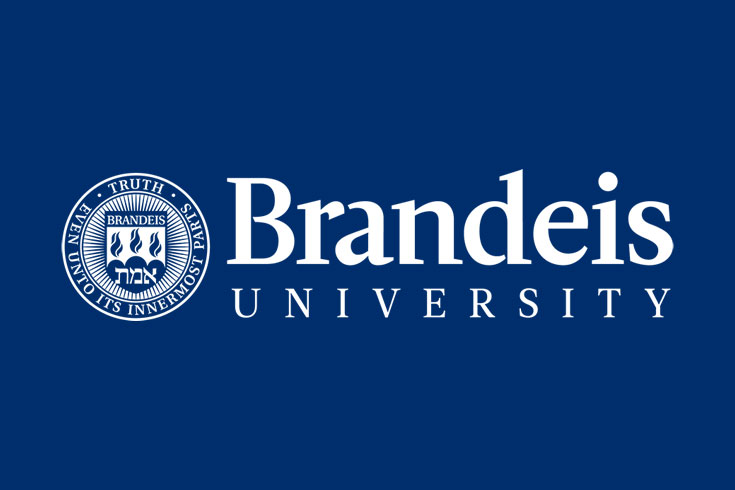 · TRUTH · EVEN UNTO ITS INNERMOST PARTS
BRANDEIS
אמת
Brandeis
UNIVERSITY